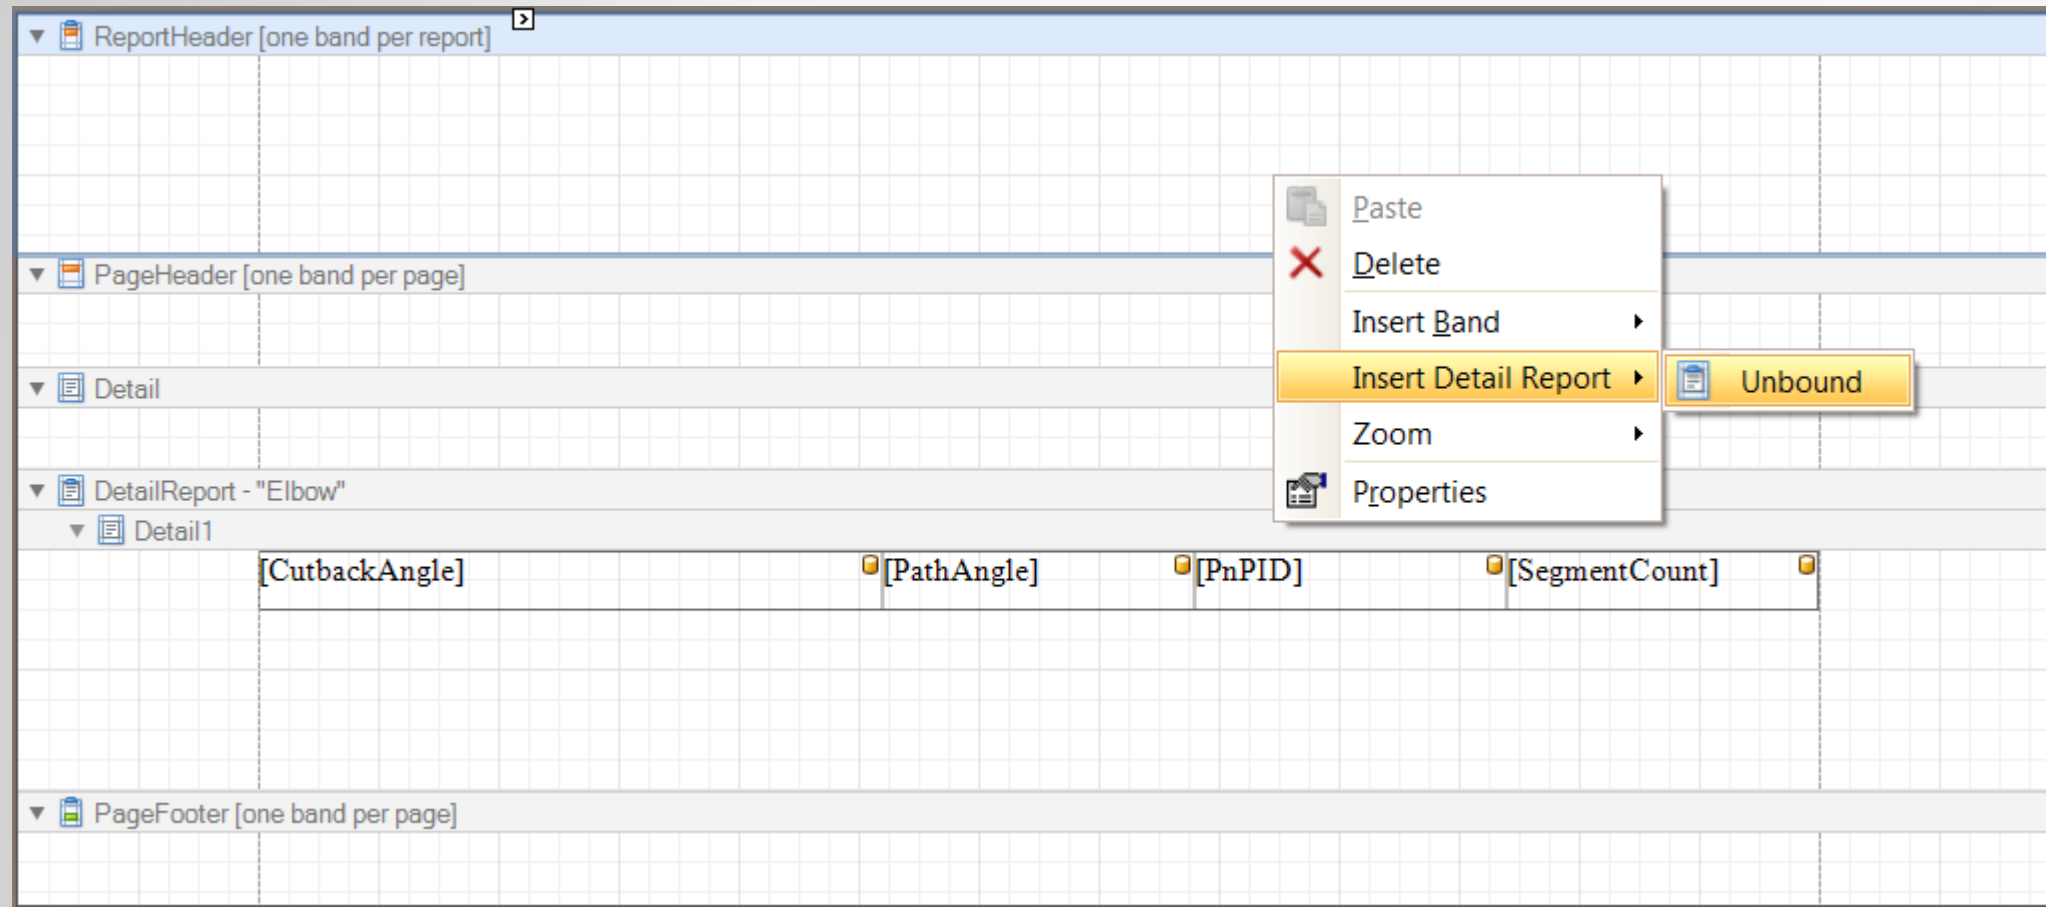 ReportHeader [one band per report]
Paste
PageHeader [one band per page]
Delete
Insert Band
Detail
Insert Detail Report
Unbound
Zoom
DetailReport - "Elbow"
Properties
Detail1
[CutbackAngle] [PathAngle] [PnPID] [SegmentCount]
PageFooter [one band per page]